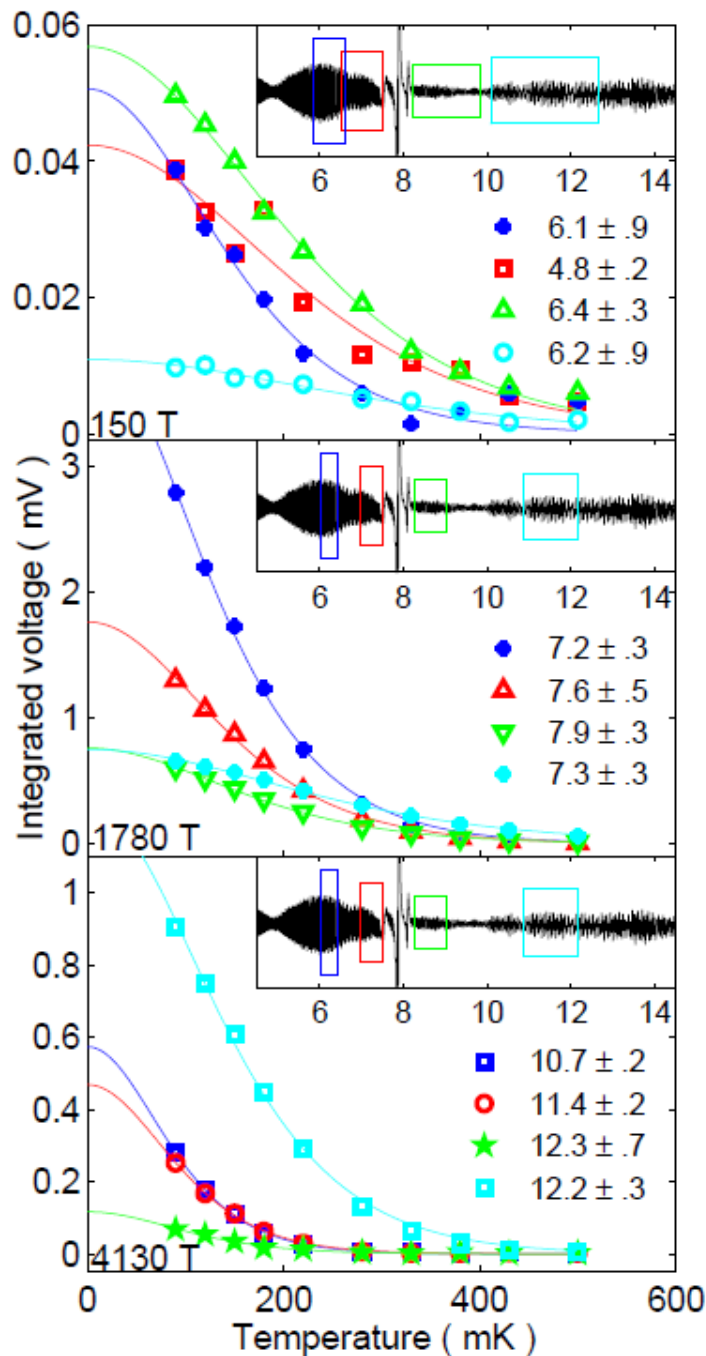 0.06
0.04
0.02
0
6 8 10 12 14
6.1 ± .9
4.8 ± .2
6.4 ± .3
6.2 ± .9
150 T
3
2
1
0
6 8 10 12 14
7.2 ± .3
7.6 ± .5
7.9 ± .3
7.3 ± .3
1780 T
Integrated voltage ( mV )
1
0.8
0.6
0.4
0.2
0
6 8 10 12 14
10.7 ± .2
11.4 ± .2
12.3 ± .7
12.2 ± .3
4130 T
0 200 400 600
Temperature ( mK )